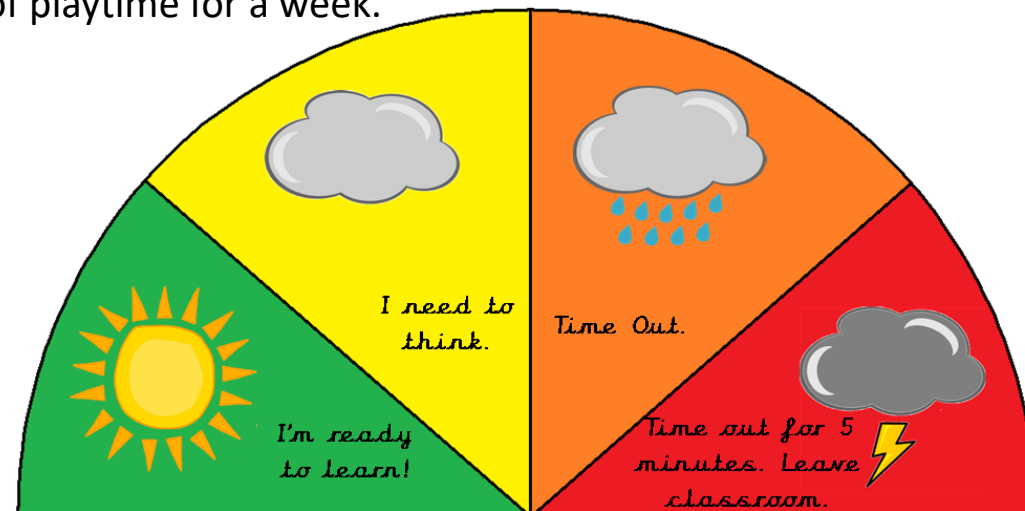 of playtime for a week.
I need to
think.
Time Out.
I'm ready
to learn!
Time out for 5
minutes. Leave
classroom.